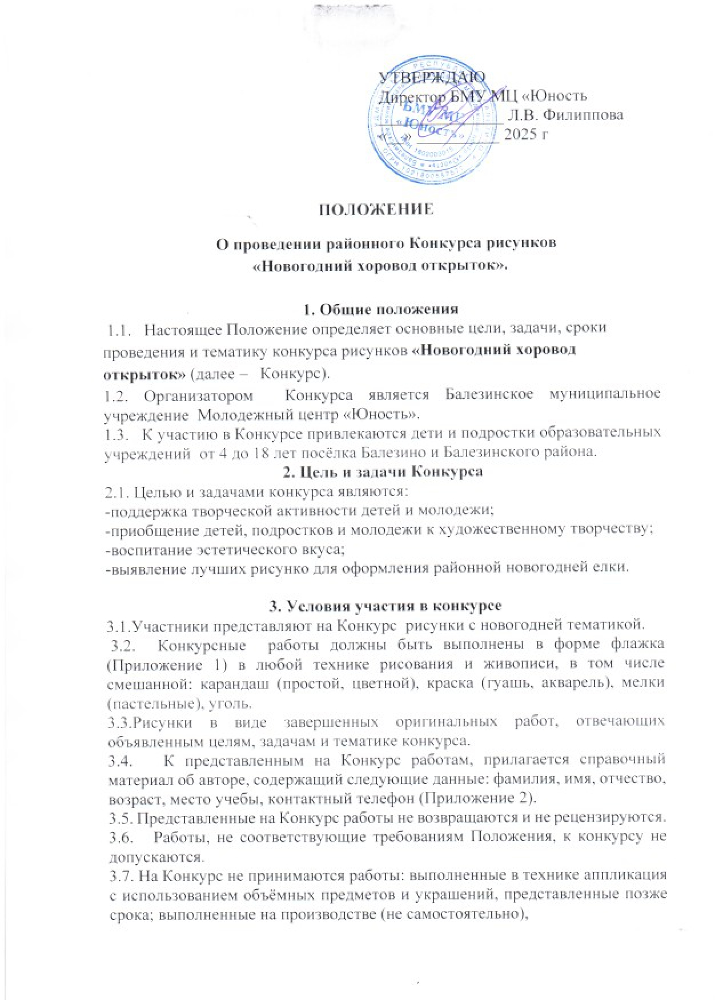 УТВЕРЖДАЮ
Директор БМУ МЦ «Юность
Л.В. Филиппова
«__» __________ 2025 г
БМУ МЦ
«Юность»
ПОЛОЖЕНИЕ
О проведении районного Конкурса рисунков
«Новогодний хоровод открыток».
1. Общие положения
1.1. Настоящее Положение определяет основные цели, задачи, сроки
проведения и тематику конкурса рисунков «Новогодний хоровод
открыток» (далее – Конкурс).
1.2. Организатором Конкурса является Балезинское муниципальное
учреждение Молодежный центр «Юность».
1.3. К участию в Конкурсе привлекаются дети и подростки образовательных
учреждений от 4 до 18 лет посёлка Балезино и Балезинского района.
2. Цель и задачи Конкурса
2.1. Целью и задачами конкурса являются:
-поддержка творческой активности детей и молодежи;
-приобщение детей, подростков и молодежи к художественному творчеству;
-воспитание эстетического вкуса;
-выявление лучших рисунко для оформления районной новогодней елки.
3. Условия участия в конкурсе
3.1.Участники представляют на Конкурс рисунки с новогодней тематикой.
3.2. Конкурсные работы должны быть выполнены в форме флажка
(Приложение 1) в любой технике рисования и живописи, в том числе
смешанной: карандаш (простой, цветной), краска (гуашь, акварель), мелки
(пастельные), уголь.
3.3.Рисунки в виде завершенных оригинальных работ, отвечающих
объявленным целям, задачам и тематике конкурса.
3.4. К представленным на Конкурс работам, прилагается справочный
материал об авторе, содержащий следующие данные: фамилия, имя, отчество,
возраст, место учебы, контактный телефон (Приложение 2).
3.5. Представленные на Конкурс работы не возвращаются и не рецензируются.
3.6. Работы, не соответствующие требованиям Положения, к конкурсу не
допускаются.
3.7. На Конкурс не принимаются работы: выполненные в технике аппликация
с использованием объёмных предметов и украшений, представленные позже
срока; выполненные на производстве (не самостоятельно),